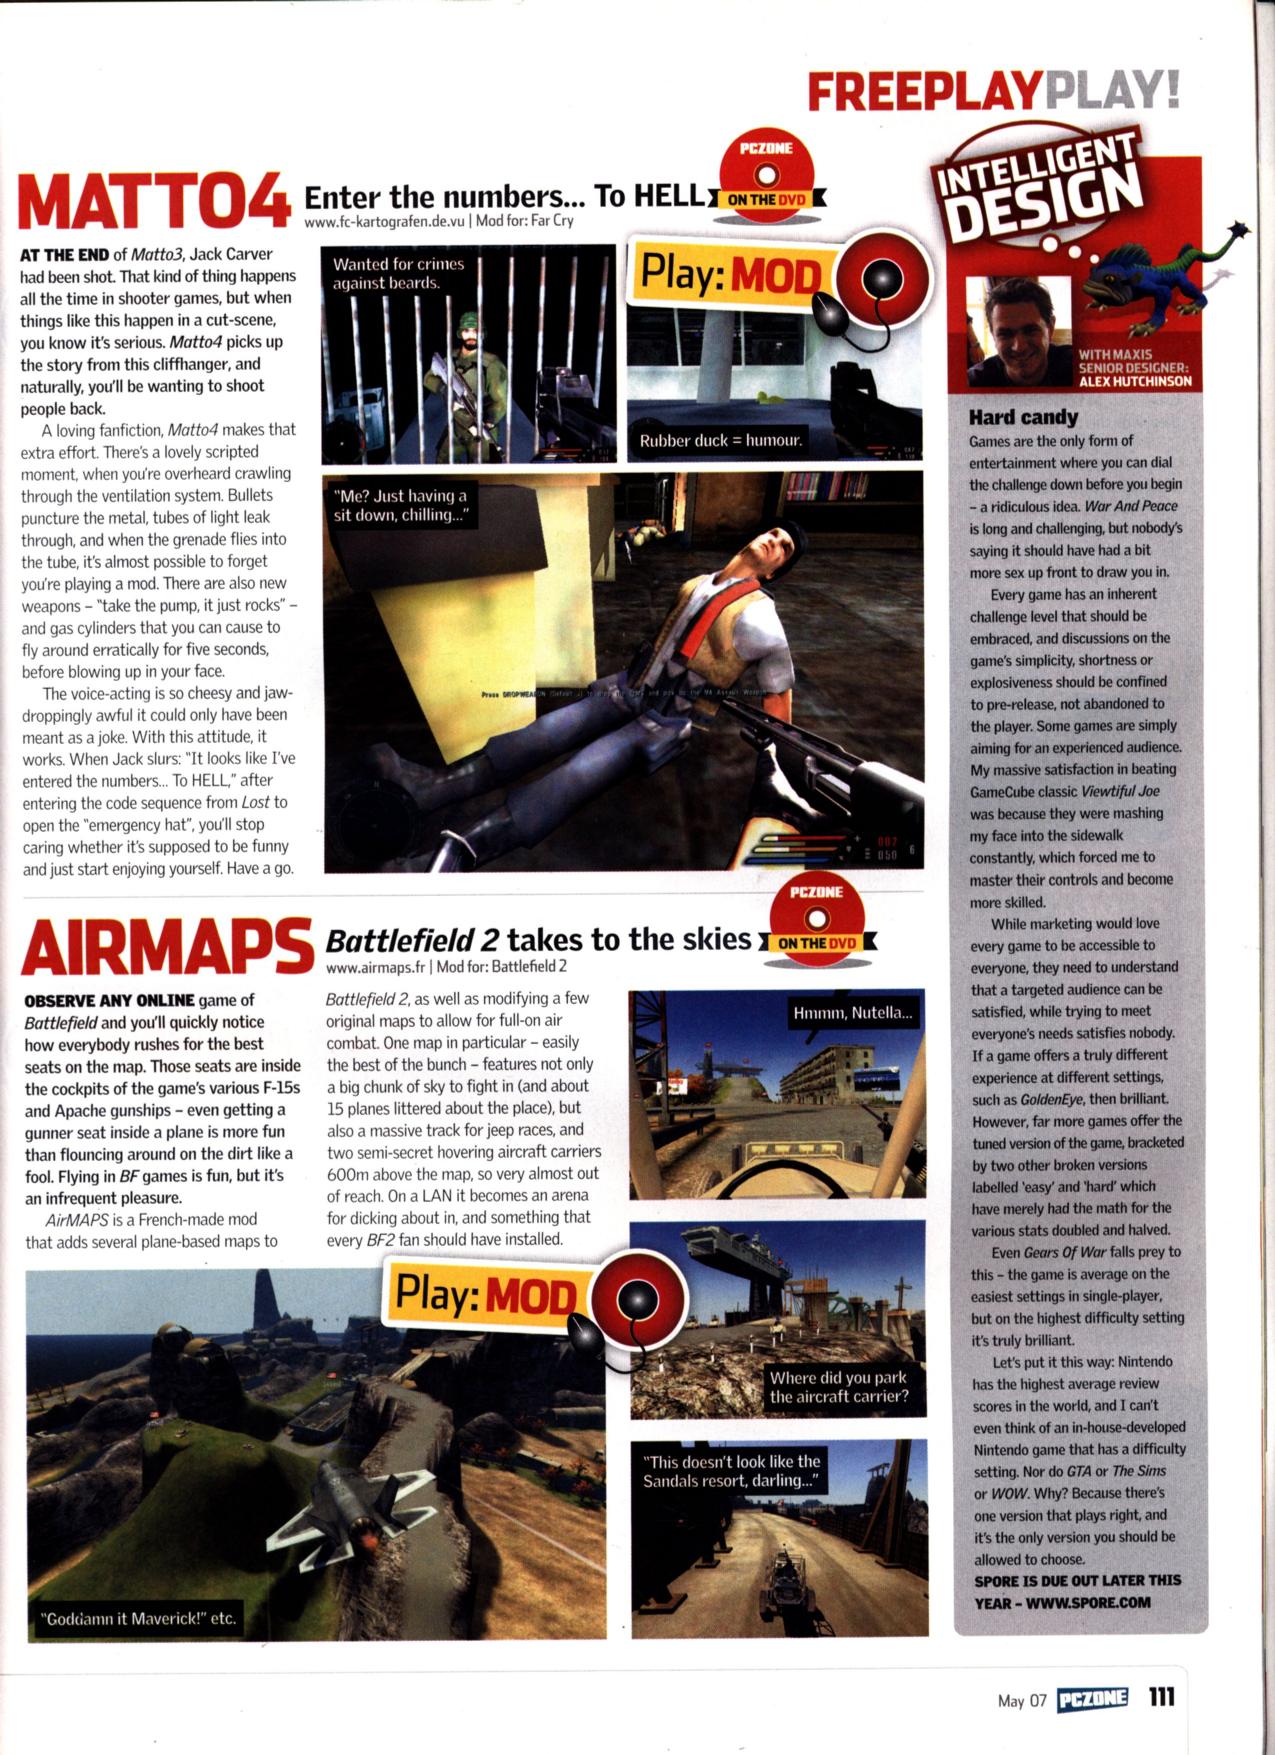 FREEPLAYPLAY!
MATTO4
Enter the numbers... To HELL
www.fc-kartografen.de.vu | Mod for: Far Cry
PCZONE
ON THE DVD
AT THE END of Matto3, Jack Carver
had been shot. That kind of thing happens
all the time in shooter games, but when
things like this happen in a cut-scene,
you know it's serious. Matto4 picks up
the story from this cliffhanger, and
naturally, you'll be wanting to shoot
people back.
A loving fanfiction, Matto4 makes that
extra effort. There's a lovely scripted
moment, when you're overheard crawling
through the ventilation system. Bullets
puncture the metal, tubes of light leak
through, and when the grenade flies into
the tube, it's almost possible to forget
you're playing a mod. There are also new
weapons – "take the pump, it just rocks" –
and gas cylinders that you can cause to
fly around erratically for five seconds,
before blowing up in your face.
The voice-acting is so cheesy and jaw-
droppingly awful it could only have been
meant as a joke. With this attitude, it
works. When Jack slurs: "It looks like I've
entered the numbers... To HELL," after
entering the code sequence from Lost to
open the "emergency hat", you'll stop
caring whether it's supposed to be funny
and just start enjoying yourself. Have a go.
Wanted for crimes
against beards.
Play: MOD
Rubber duck = humour.
"Me? Just having a
sit down, chilling..."
AIRMAPS
Battlefield 2 takes to the skies
www.airmaps.fr | Mod for: Battlefield 2
PCZONE
ON THE DVD
OBSERVE ANY ONLINE game of
Battlefield and you'll quickly notice
how everybody rushes for the best
seats on the map. Those seats are inside
the cockpits of the game's various F-15s
and Apache gunships – even getting a
gunner seat inside a plane is more fun
than flouncing around on the dirt like a
fool. Flying in BF games is fun, but it's
an infrequent pleasure.
AirMAPS is a French-made mod
that adds several plane-based maps to
Battlefield 2, as well as modifying a few
original maps to allow for full-on air
combat. One map in particular – easily
the best of the bunch – features not only
a big chunk of sky to fight in (and about
15 planes littered about the place), but
also a massive track for jeep races, and
two semi-secret hovering aircraft carriers
600m above the map, so very almost out
of reach. On a LAN it becomes an arena
for dicking about in, and something that
every BF2 fan should have installed.
Hmmm, Nutella...
Play: MOD
Where did you park
the aircraft carrier?
"This doesn't look like the
Sandals resort, darling..."
"Goddamn it Maverick!" etc.
INTELLIGENT
DESIGN
WITH MAXIS
SENIOR DESIGNER:
ALEX HUTCHINSON
Hard candy
Games are the only form of
entertainment where you can dial
the challenge down before you begin
– a ridiculous idea. War And Peace
is long and challenging, but nobody's
saying it should have had a bit
more sex up front to draw you in.
Every game has an inherent
challenge level that should be
embraced, and discussions on the
game's simplicity, shortness or
explosiveness should be confined
to pre-release, not abandoned to
the player. Some games are simply
aiming for an experienced audience.
My massive satisfaction in beating
GameCube classic Viewtiful Joe
was because they were mashing
my face into the sidewalk
constantly, which forced me to
master their controls and become
more skilled.
While marketing would love
every game to be accessible to
everyone, they need to understand
that a targeted audience can be
satisfied, while trying to meet
everyone's needs satisfies nobody.
If a game offers a truly different
experience at different settings,
such as GoldenEye, then brilliant.
However, far more games offer the
tuned version of the game, bracketed
by two other broken versions
labelled 'easy' and 'hard' which
have merely had the math for the
various stats doubled and halved.
Even Gears Of War falls prey to
this – the game is average on the
easiest settings in single-player,
but on the highest difficulty setting
it's truly brilliant.
Let's put it this way: Nintendo
has the highest average review
scores in the world, and I can't
even think of an in-house-developed
Nintendo game that has a difficulty
setting. Nor do GTA or The Sims
or WOW. Why? Because there's
one version that plays right, and
it's the only version you should be
allowed to choose.
SPORE IS DUE OUT LATER THIS
YEAR – WWW.SPORE.COM
May 07 PCZONE 111